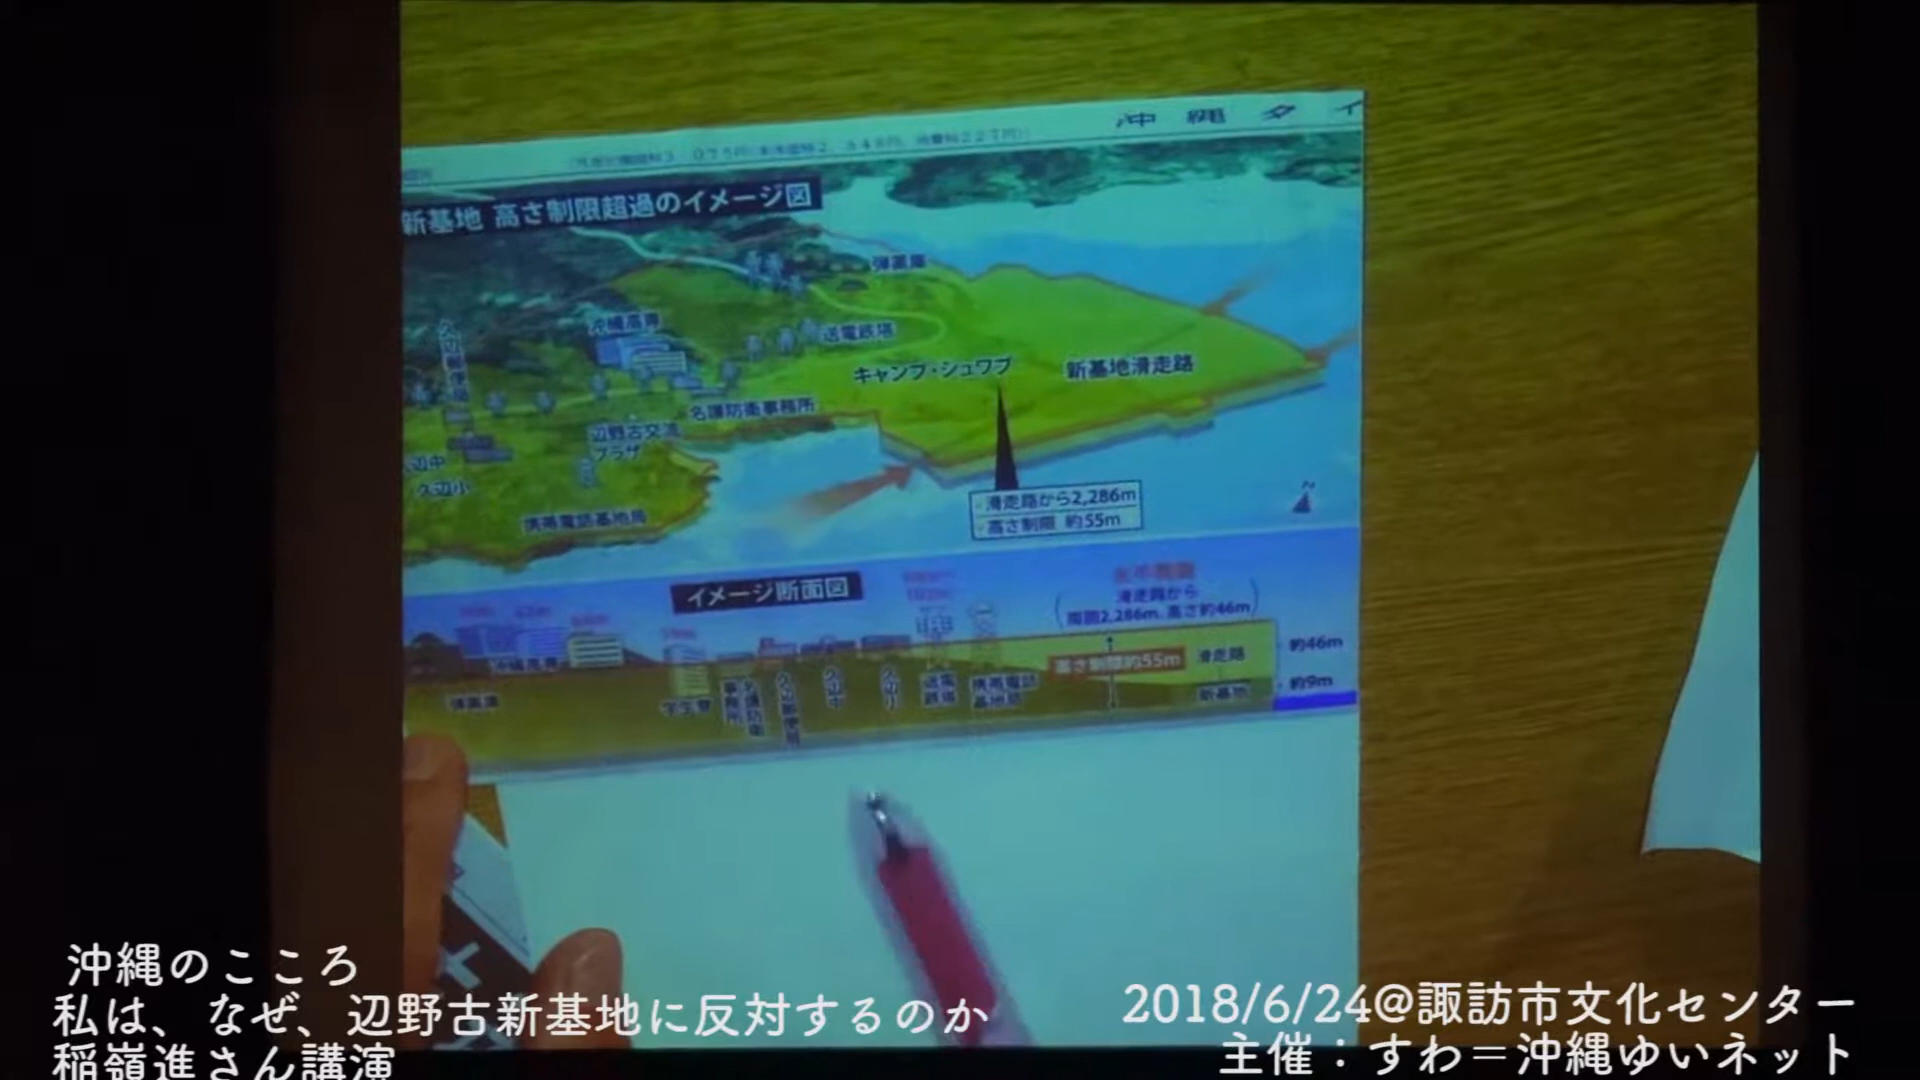 沖縄タイ
新基地 高さ制限超過のイメージ図
弾薬庫
沖縄高専
送電鉄塔
久辺郵便局
キャンプ・シュワブ
新基地滑走路
名護防衛事務所
辺野古交流
プラザ
辺中
久辺小
携帯電話基地局
滑走路から2,286m
高さ制限 約55m
N
イメージ断面図
滑走路から
周囲2,286m、高さ約46m
約46m
高さ制限約55m
滑走路
沖縄高専
約9m
新基地
弾薬庫
学生寮
名護防衛
事務所
久辺郵便局
久辺中
久辺小
送電
鉄塔
携帯電話
基地局
沖縄のこころ
私は、なぜ、辺野古新基地に反対するのか
稲嶺進さん講演
2018/6/24@諏訪市文化センター
主催：すわ＝沖縄ゆいネット